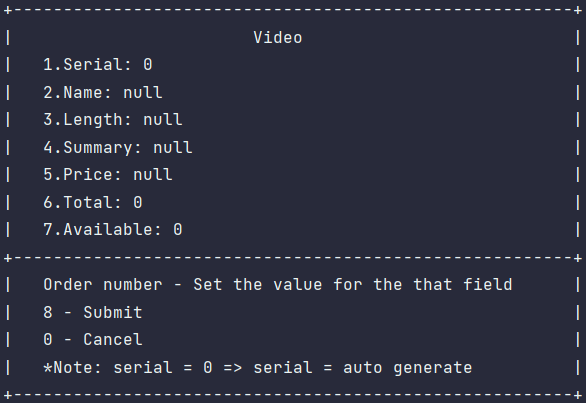 Video
1.Serial: 0
2.Name: null
3.Length: null
4.Summary: null
5.Price: null
6.Total: 0
7.Available: 0
Order number - Set the value for the that field
8 - Submit
0 - Cancel
*Note: serial = 0 => serial = auto generate